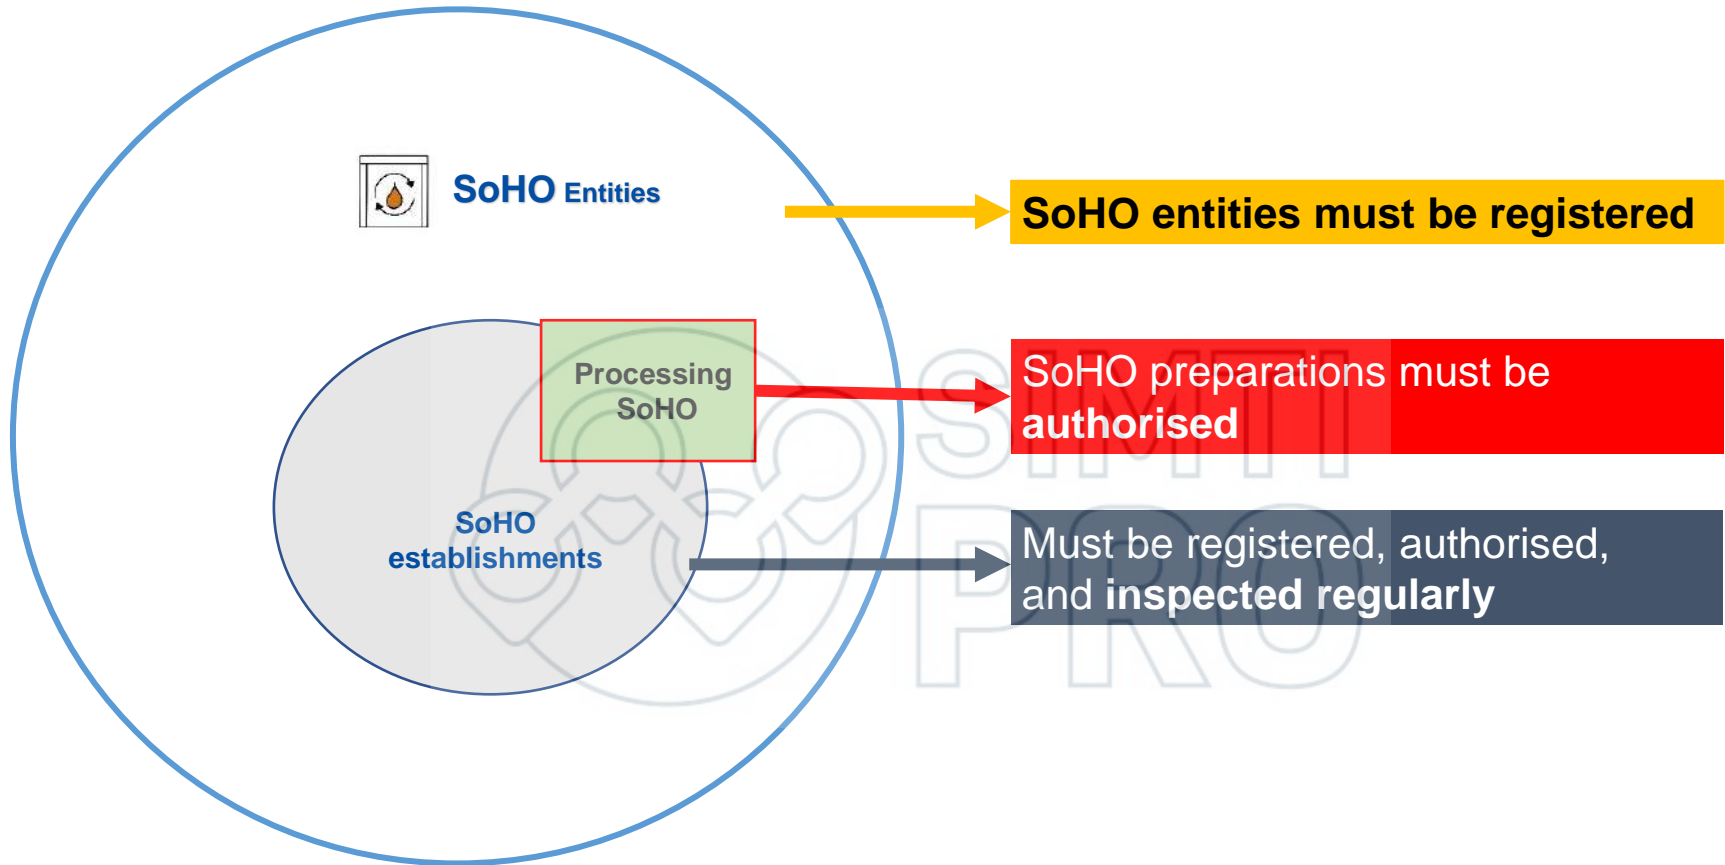 SoHO Entities
SoHO entities must be registered
Processing
SoHO
SoHO preparations must be
authorised
SoHO
establishments
Must be registered, authorised,
and inspected regularly
SIMTI
PRO